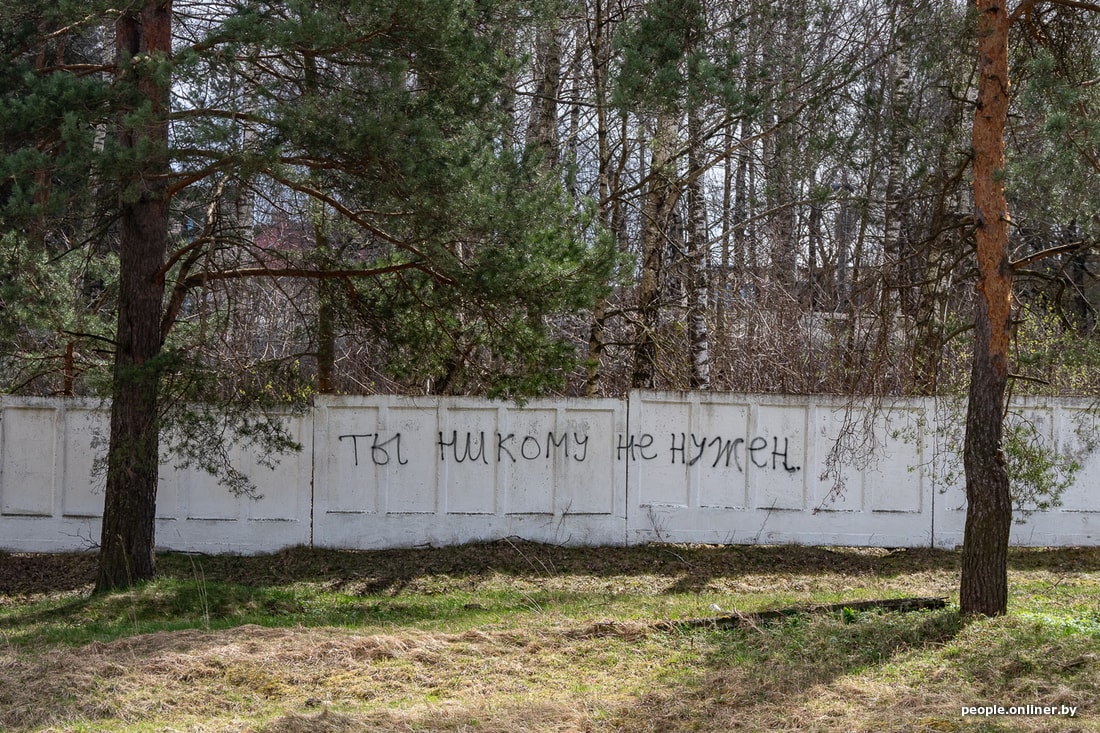 ты никому не нужен.
people.onliner.by